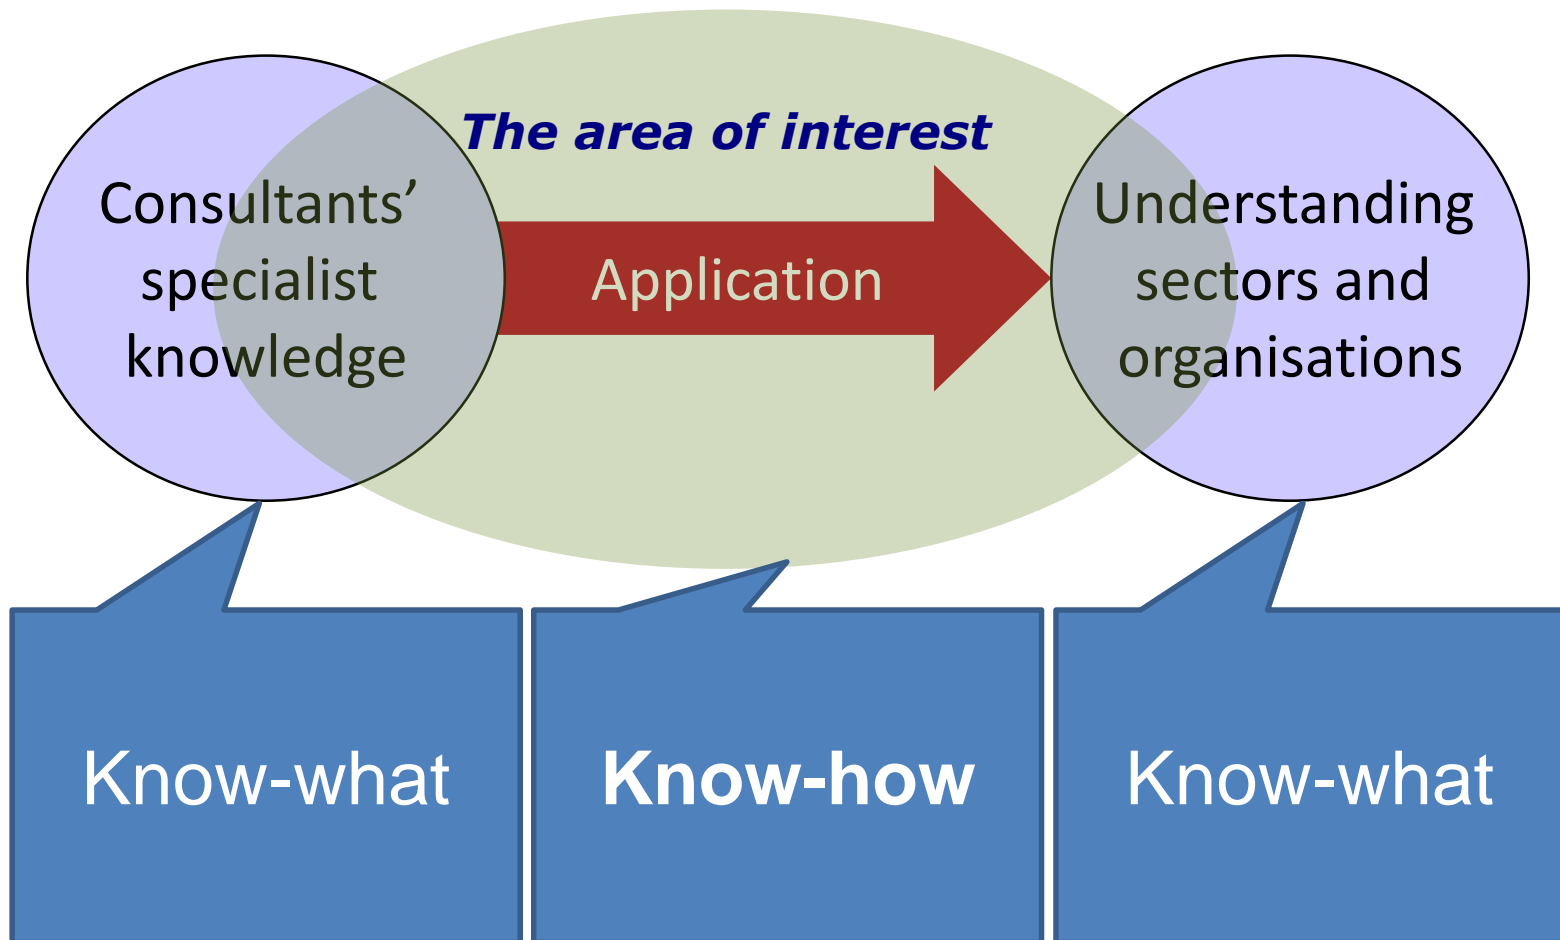 The area of interest
Consultants’
specialist
knowledge
Application
Understanding
sectors and
organisations
Know-what
Know-how
Know-what